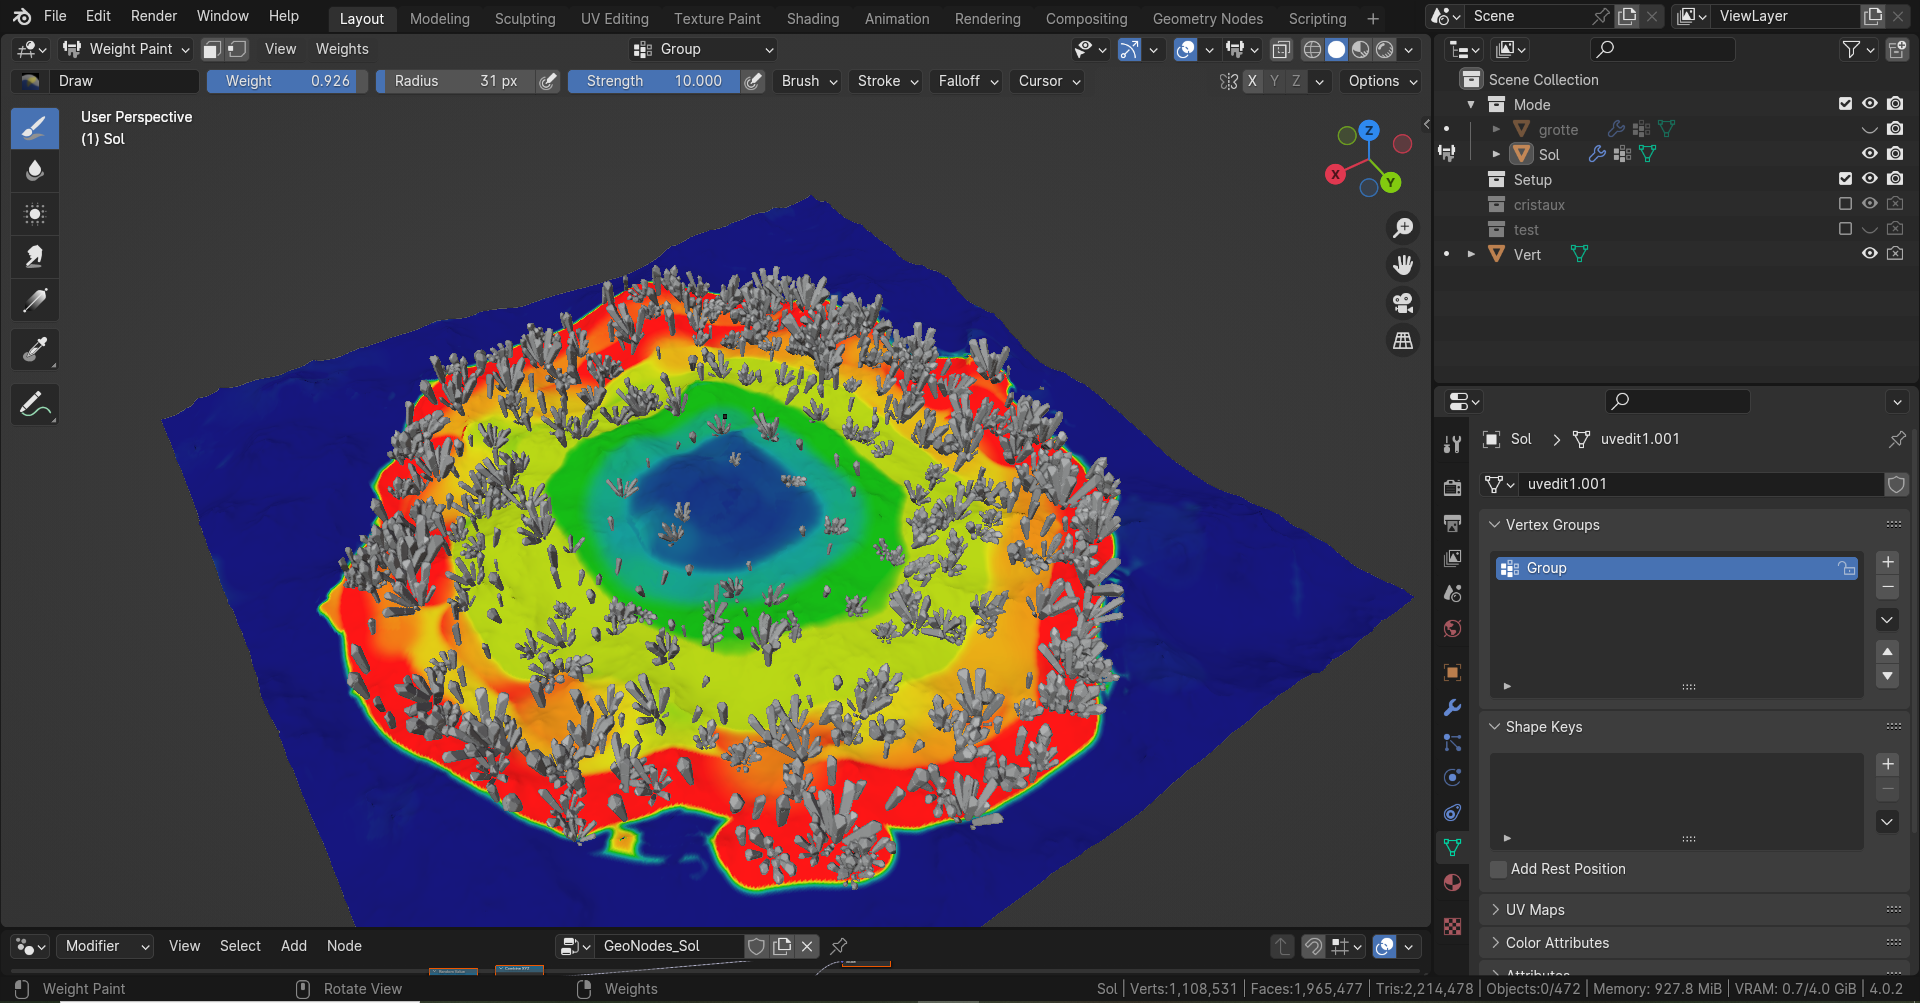 File Edit Render Window Help Layout Modeling Sculpting UV Editing Texture Paint Shading Animation Rendering Compositing Geometry Nodes Scripting + Scene ViewLayer
Weight Paint View Weights Group
Draw Weight 0.926 Radius 31 px Strength 10.000 Brush Stroke Falloff Cursor X Y Z Options
User Perspective
(1) Sol
Z
X
Y
Scene Collection
Mode
grotte
Sol
Setup
cristaux
test
Vert
Sol > uvedit1.001
uvedit1.001
Vertex Groups
Group
Shape Keys
Add Rest Position
UV Maps
Color Attributes
Attributes
Modifier View Select Add Node GeoNodes_Sol
Weight Paint Rotate View Weights Sol | Verts:1,108,531 | Faces:1,965,477 | Tris:2,214,478 | Objects:0/472 | Memory: 927.8 MiB | VRAM: 0.7/4.0 GiB | 4.0.2